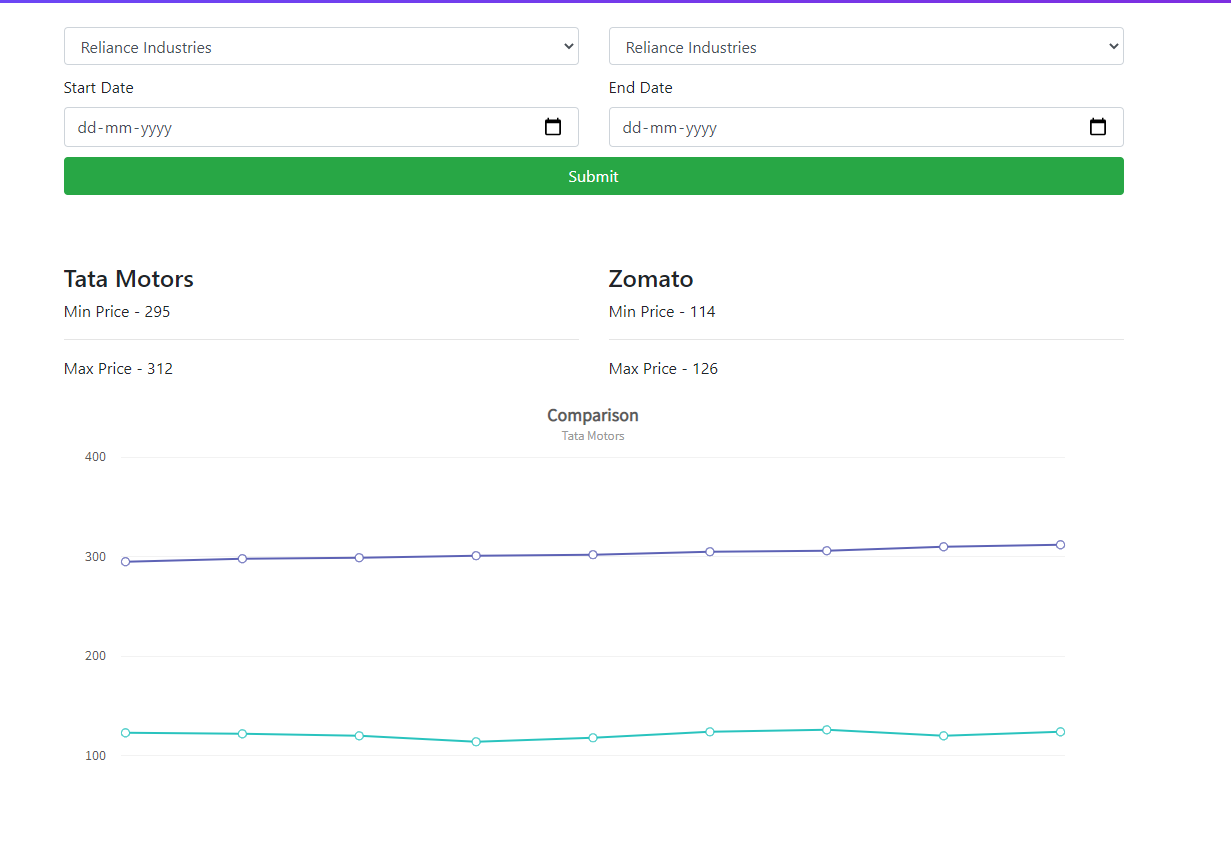 Reliance Industries
Reliance Industries
Start Date
End Date
dd-mm-yyyy
dd-mm-yyyy
Submit
Tata Motors
Zomato
Min Price - 295
Min Price - 114
Max Price - 312
Max Price - 126
Comparison
Tata Motors
400
300
200
100